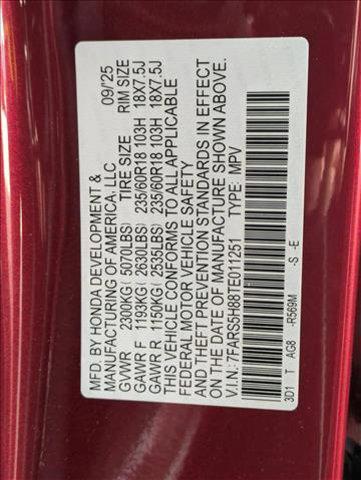 MFD. BY HONDA DEVELOPMENT & 09/25
MANUFACTURING OF AMERICA, LLC
GVWR 2300KG (5070LBS) TIRE SIZE RIM SIZE
GAWR F 1193KG (2630LBS) 235/60R18 103H 18X7.5J
GAWR R 1150KG (2535LBS) 235/60R18 103H 18X7.5J
THIS VEHICLE CONFORMS TO ALL APPLICABLE
FEDERAL MOTOR VEHICLE SAFETY
AND THEFT PREVENTION STANDARDS IN EFFECT
ON THE DATE OF MANUFACTURE SHOWN ABOVE.
V.I.N.: 7FARS5H88TE011251 TYPE: MPV
3D1 T AG8 -R569M -S -E